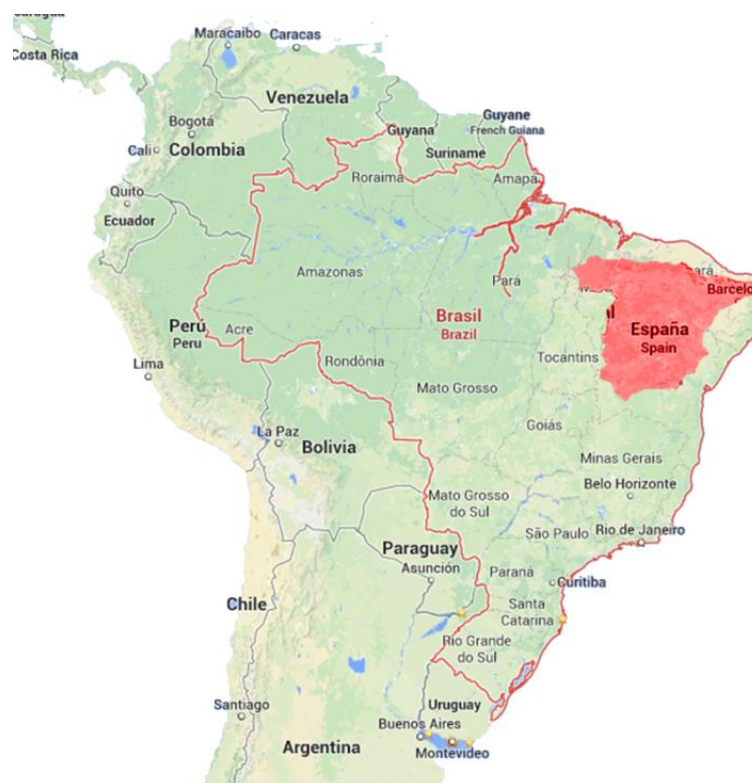 Caragua
Costa Rica
Maracaibo
Caracas
Venezuela
Bogotá
Cali
Colombia
Guyana
Guyane
French Guiana
Suriname
Roraima
Amapa
Quito
Ecuador
Amazonas
Pará
Brasil
Brazil
Barcelo
España
Spain
Perú
Peru
Acre
Rondônia
Tocantins
Mato Grosso
Lima
La Paz
Bolivia
Goiás
Minas Gerais
Belo Horizonte
Mato Grosso
do Sul
São Paulo
Rio de Janeiro
Paraguay
Asunción
Paraná
Curitiba
Chile
Santa
Catarina
Rio Grande
do Sul
Santiago
Uruguay
Buenos Aires
Montevideo
Argentina